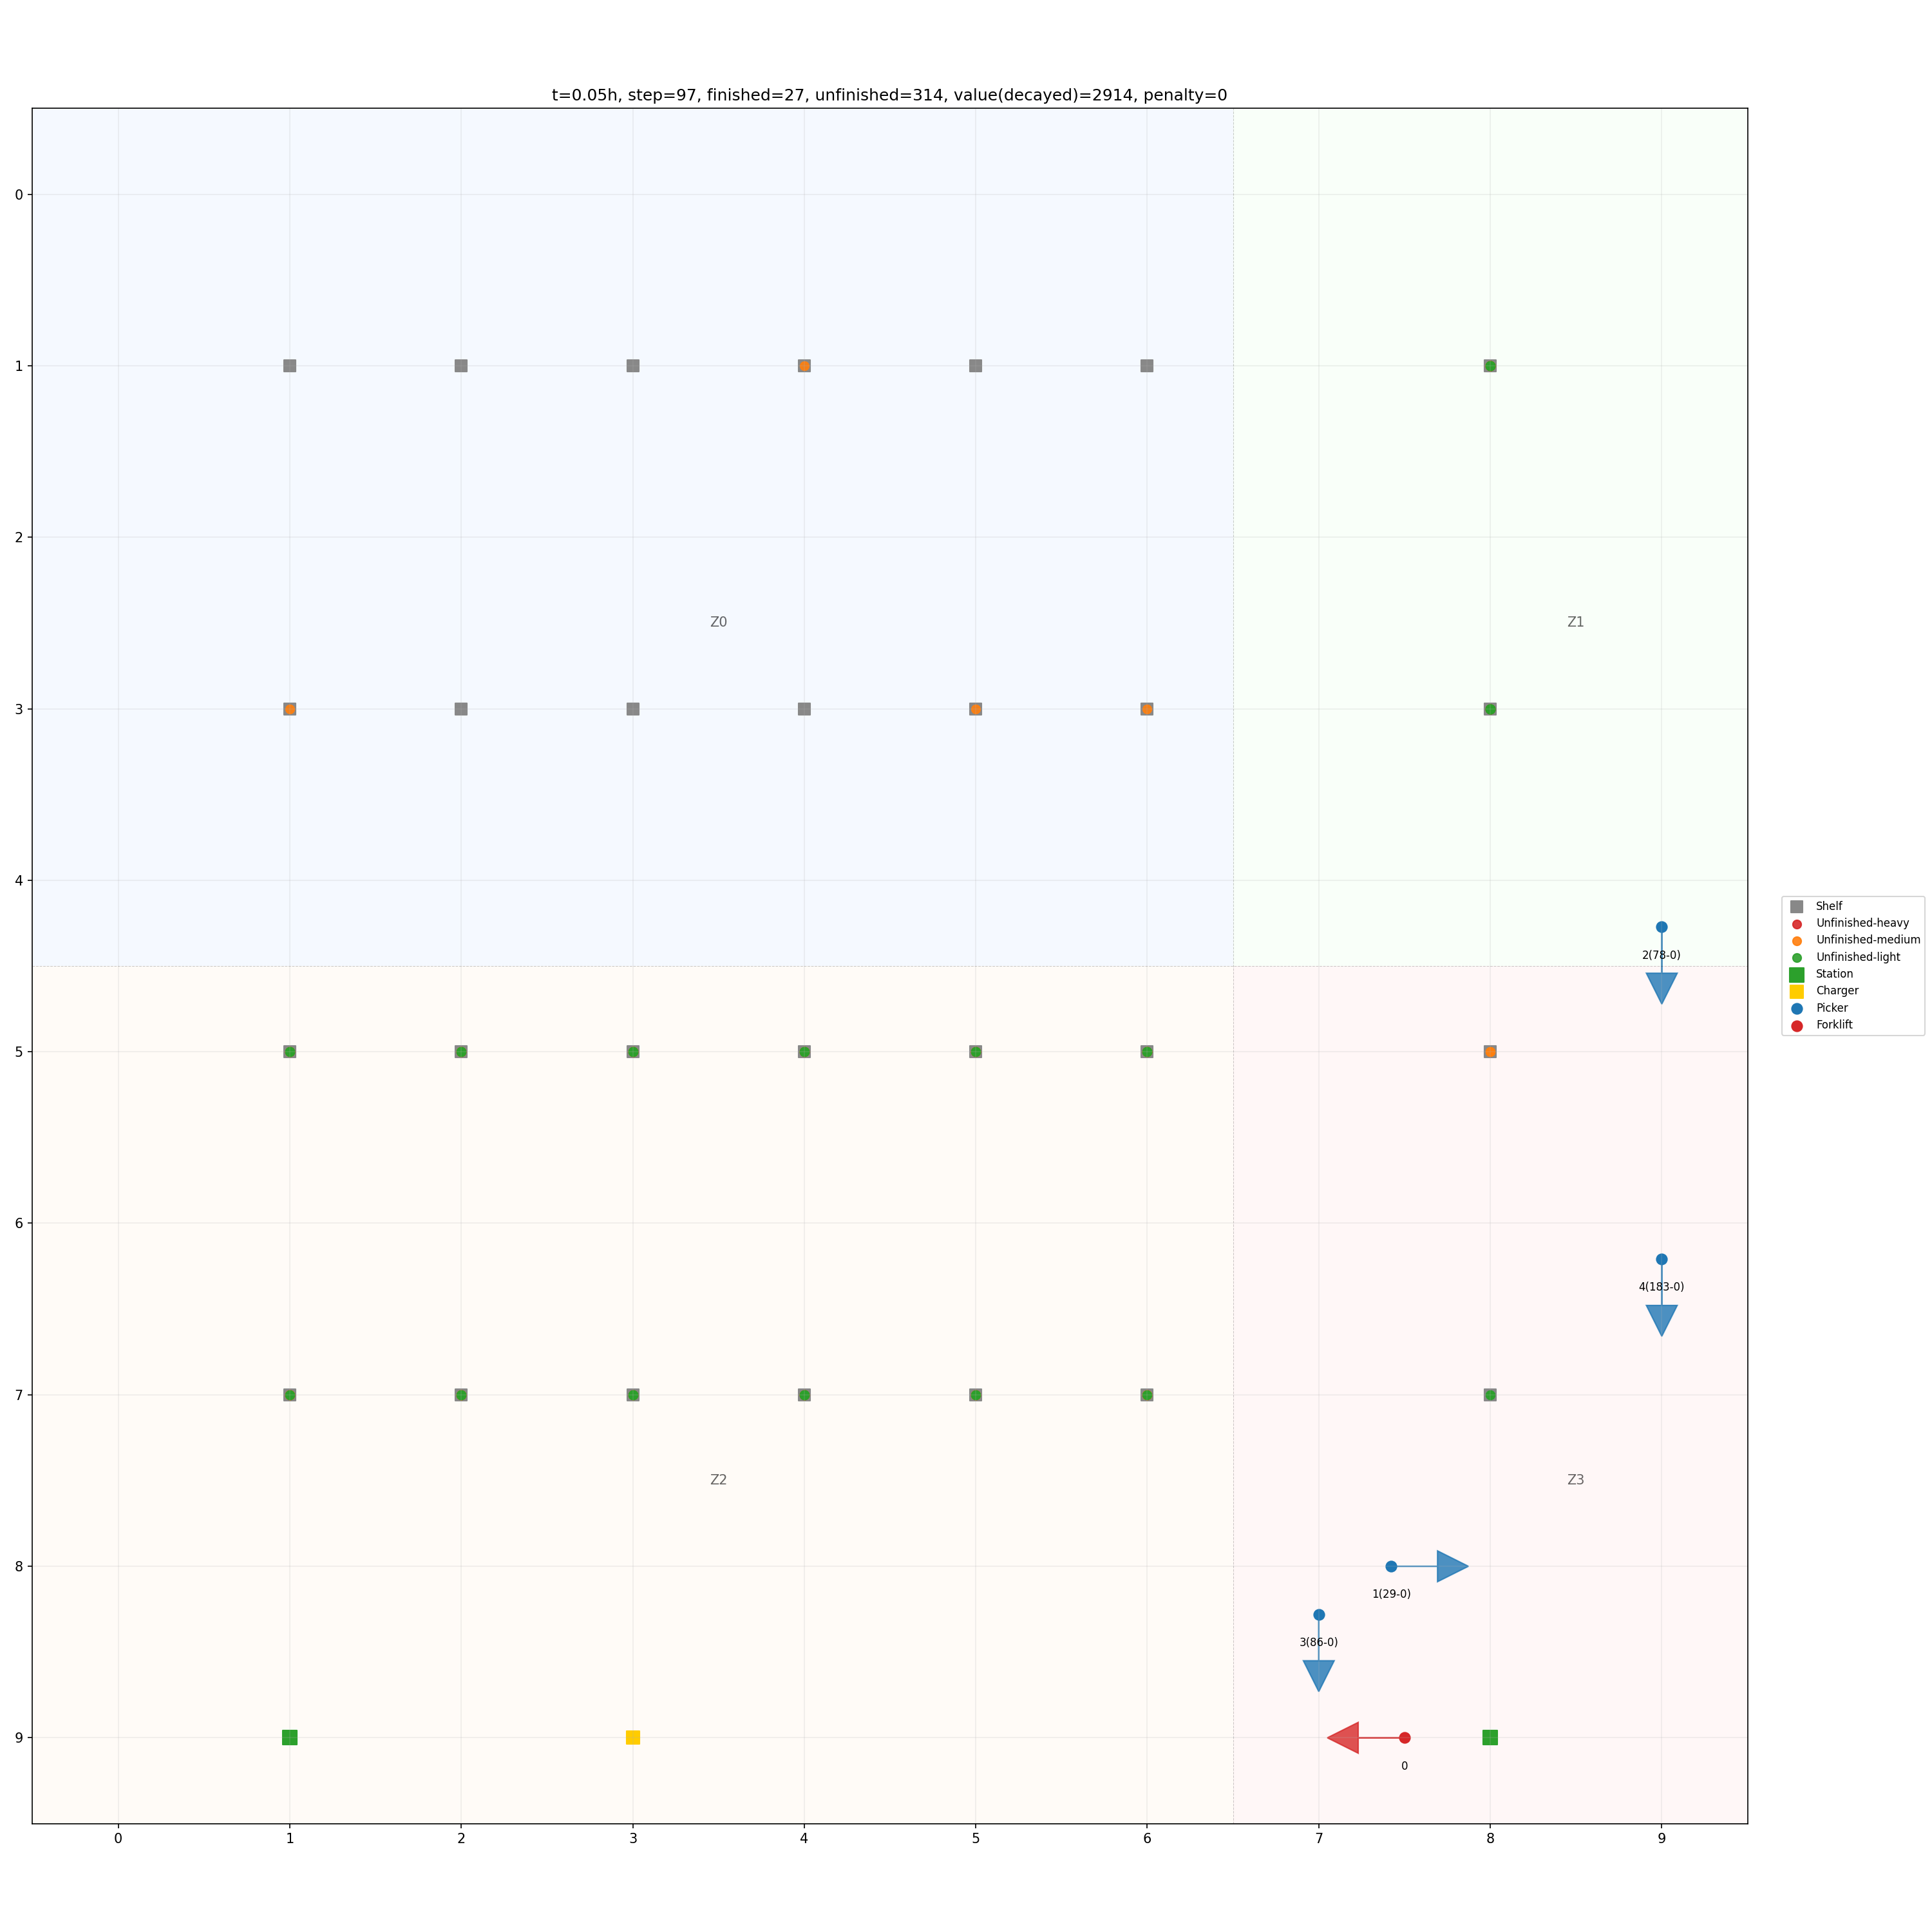 t=0.05h, step=97, finished=27, unfinished=314, value(decayed)=2914, penalty=0
0
1
2
Z0
Z1
3
4
2(78-0)
Shelf
Unfinished-heavy
Unfinished-medium
Unfinished-light
Station
Charger
Picker
Forklift
5
6
4(183-0)
7
Z2
Z3
8
1(29-0)
3(86-0)
9
0
0 1 2 3 4 5 6 7 8 9